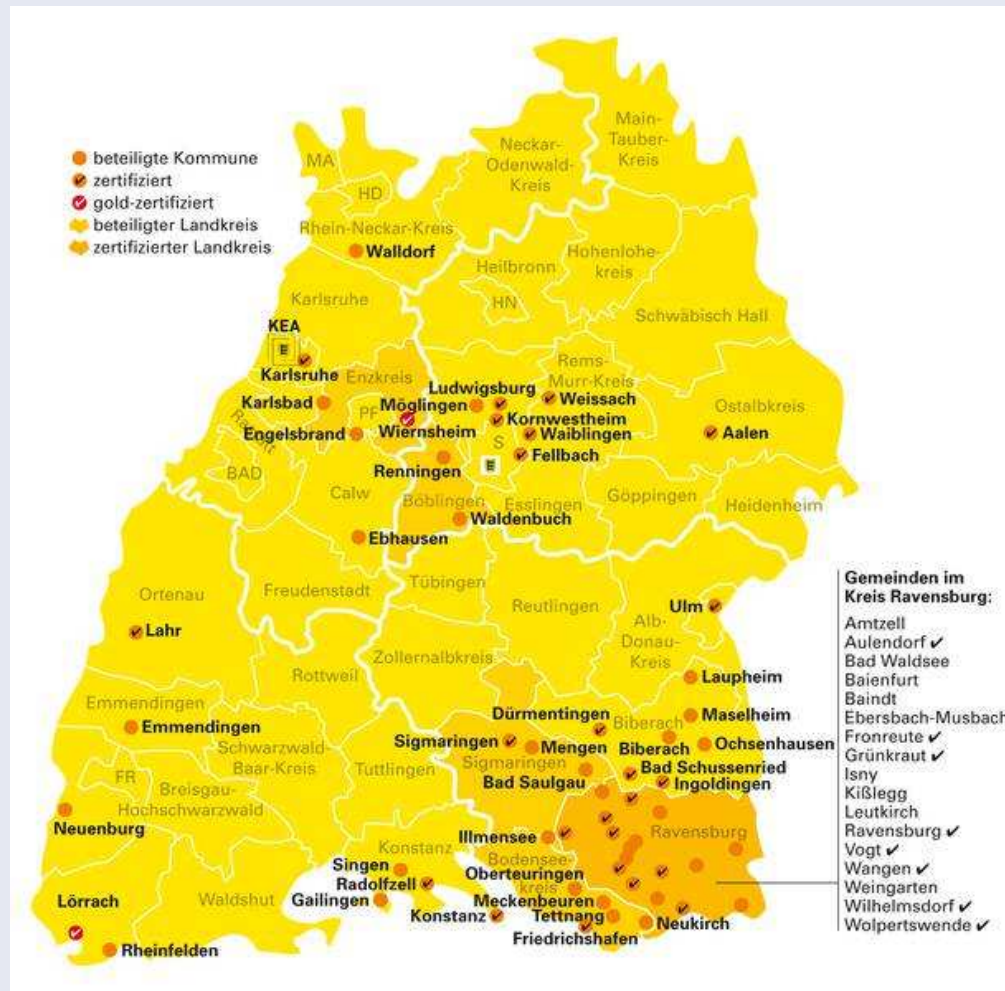 beteiligte Kommune
zertifiziert
gold-zertifiziert
beteiligter Landkreis
zertifizierter Landkreis
Main-
Tauber-
Kreis
Neckar-
Odenwald-
Kreis
MA
HD
Rhein-Neckar-Kreis
Walldorf
Heilbronn
HN
Hohenlohe-
kreis
Schwäbisch Hall
Karlsruhe
KEA
Karlsruhe
Enzkreis
Karlsbad
PF
Engelsbrand
Rastatt
BAD
Calw
Ludwigsburg
Möglingen
Wiernsheim
Rems-
Murr-Kreis
Weissach
Kornwestheim
S
Waiblingen
Fellbach
Renningen
Ostalbkreis
Aalen
Böblingen
Waldenbuch
Esslingen
Göppingen
Heidenheim
Ebhausen
Ortenau
Freudenstadt
Tübingen
Reutlingen
Lahr
Ulm
Alb-
Donau-
Kreis
Zollernalbkreis
Rottweil
Laupheim
Emmendingen
Emmendingen
Schwarzwald-
Baar-Kreis
Tuttlingen
Dürmentingen
Biberach
Maselheim
Sigmaringen
Mengen
Biberach
Ochsenhausen
Sigmaringen
Bad Saulgau
Bad Schussenried
Ingoldingen
FR
Breisgau-
Hochschwarzwald
Neuenburg
Illmensee
Ravensburg
Konstanz
Bodensee-
kreis
Oberteuringen
Singen
Radolfzell
Gailingen
Meckenbeuren
Konstanz
Tettnang
Neukirch
Friedrichshafen
Waldshut
Lörrach
Rheinfelden
Gemeinden im
Kreis Ravensburg:
Amtzell
Aulendorf ✓
Bad Waldsee
Baienfurt
Baindt
Ebersbach-Musbach
Fronreute ✓
Grünkraut ✓
Isny
Kißlegg
Leutkirch
Ravensburg ✓
Vogt ✓
Wangen ✓
Weingarten
Wilhelmsdorf ✓
Wolpertswende ✓